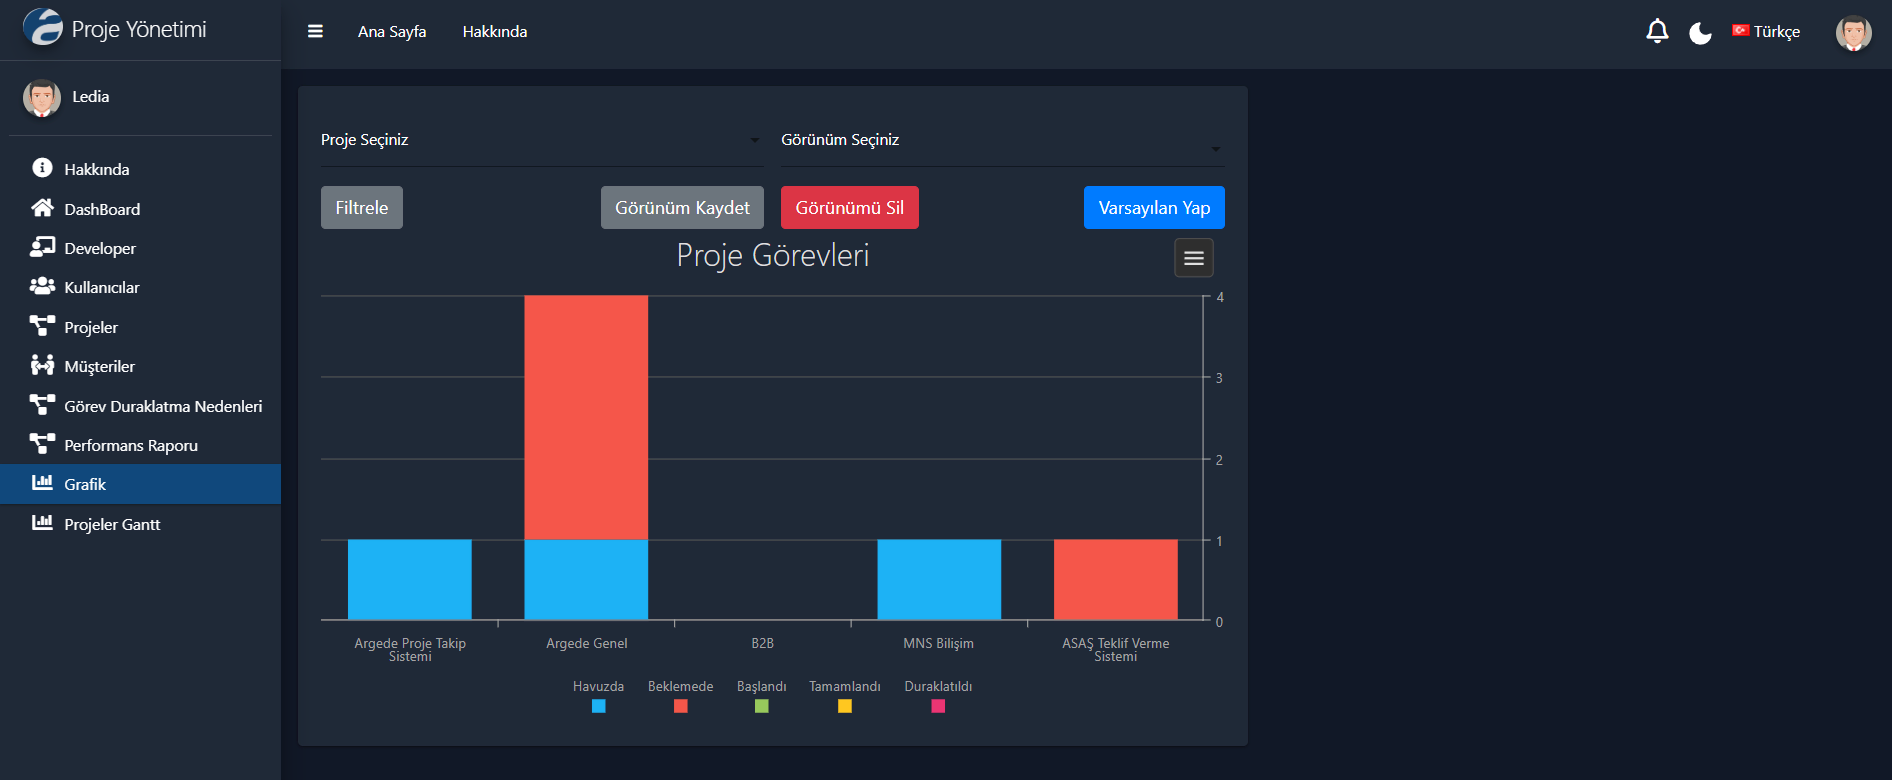 Proje Yönetimi
Ana Sayfa
Hakkında
Türkçe
Ledia
Hakkında
DashBoard
Developer
Kullanıcılar
Projeler
Müşteriler
Görev Duraklatma Nedenleri
Performans Raporu
Grafik
Projeler Gantt
Proje Seçiniz
Görünüm Seçiniz
Filtrele
Görünüm Kaydet
Görünümü Sil
Varsayılan Yap
Proje Görevleri
4
3
2
1
0
Argede Proje Takip
Sistemi
Argede Genel
B2B
MNS Bilişim
ASAŞ Teklif Verme
Sistemi
Havuzda
Beklemede
Başlandı
Tamamlandı
Duraklatıldı